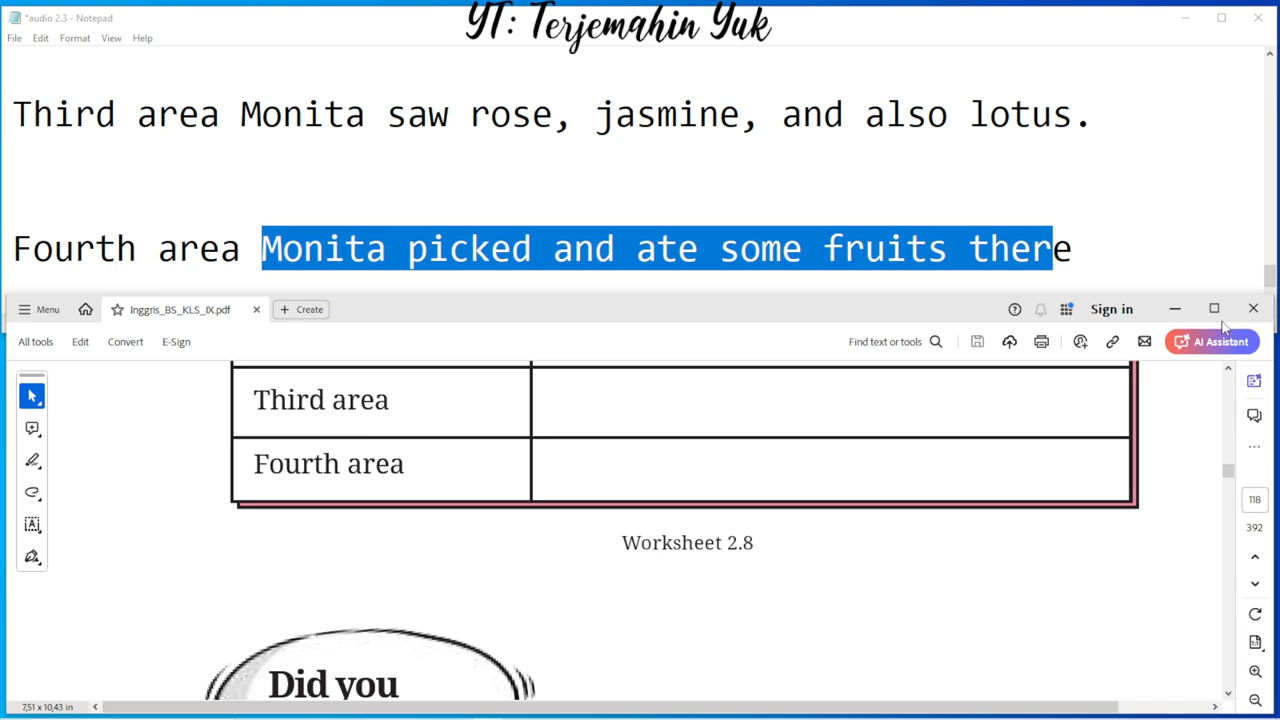 YT: Terjemahin Yuk
*audio 2.3 - Notepad
File Edit Format View Help
Third area Monita saw rose, jasmine, and also lotus.
Fourth area Monita picked and ate some fruits there
Menu Inggris_BS_KLS_IX.pdf Create Sign in
All tools Edit Convert E-Sign Find text or tools AI Assistant
Third area
Fourth area
118
Worksheet 2.8
392
Did you
7,51 x 10,43 in